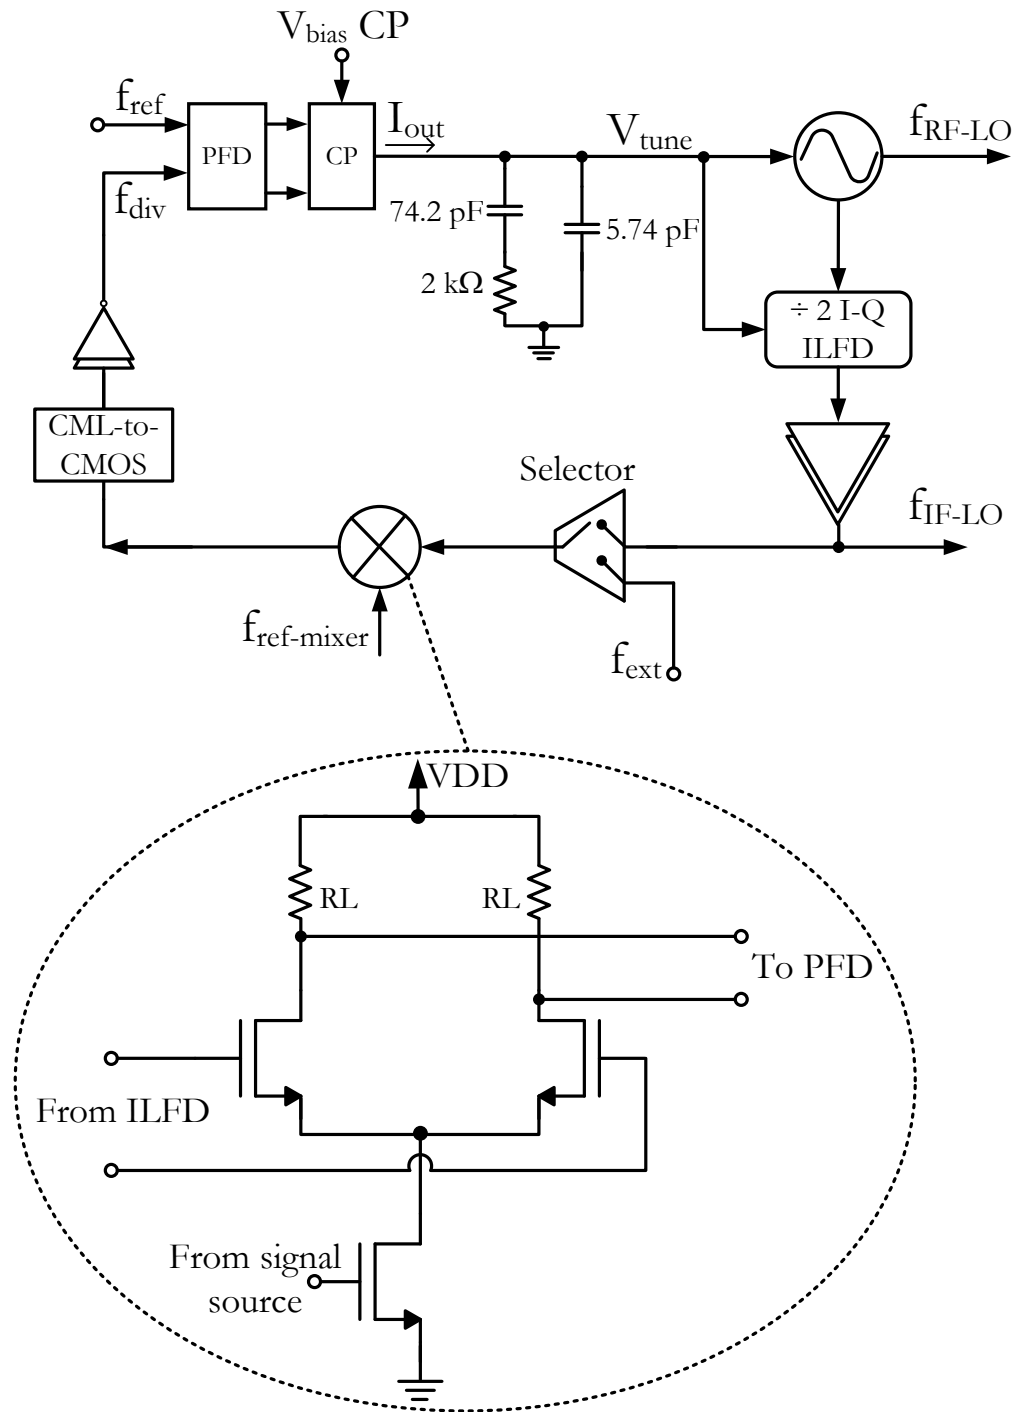 V_bias CP
f_ref
PFD
CP
I_out
V_tune
f_RF-LO
f_div
74.2 pF
5.74 pF
2 kΩ
÷ 2 I-Q
ILFD
CML-to-
CMOS
Selector
f_IF-LO
f_ref-mixer
f_ext
VDD
RL
RL
To PFD
From ILFD
From signal
source